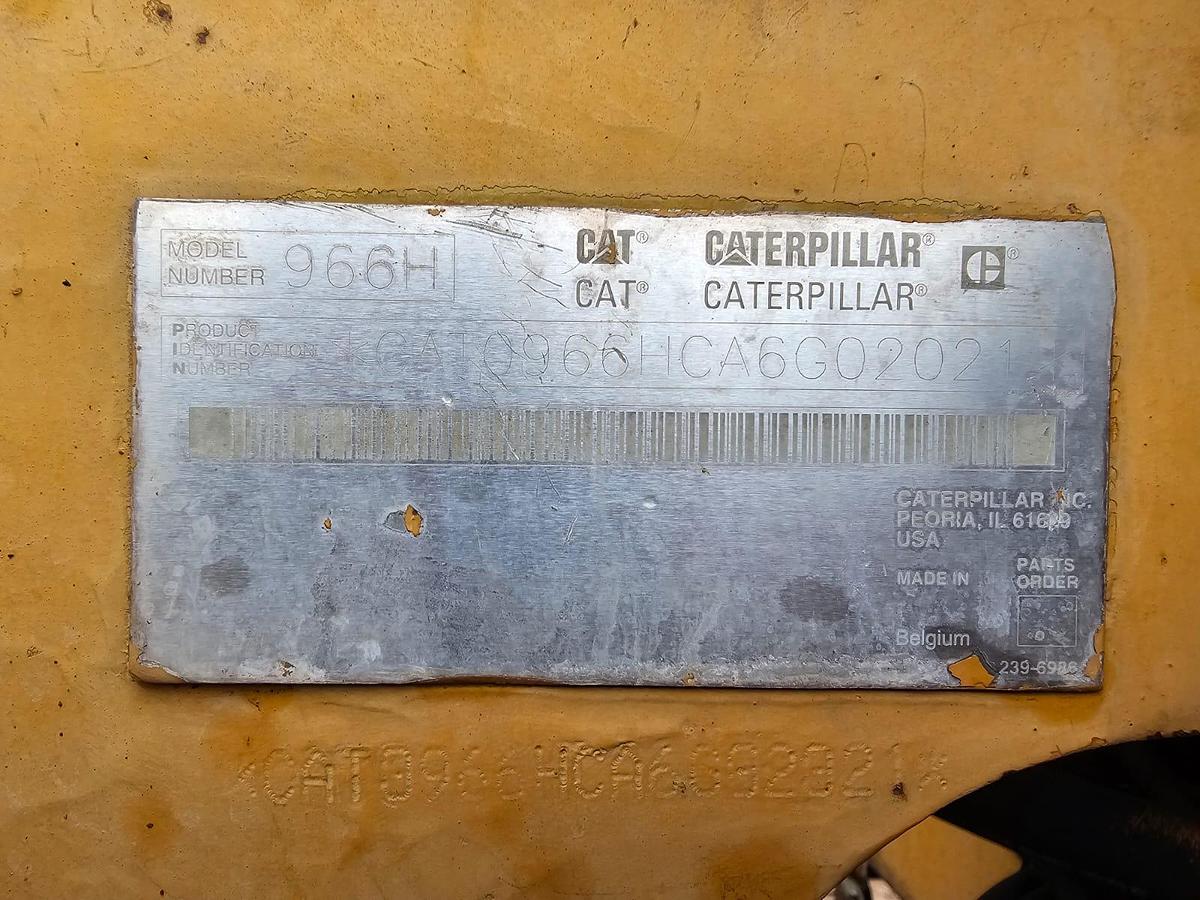 MODEL
NUMBER
966H
CAT® CATERPILLAR®
CAT® CATERPILLAR®
PRODUCT
IDENTIFICATION
NUMBER
*CAT0966HCA6G02021*
CATERPILLAR INC.
PEORIA, IL 61629
USA
MADE IN
Belgium
PARTS
ORDER
*CAT0966HCA6G02021*